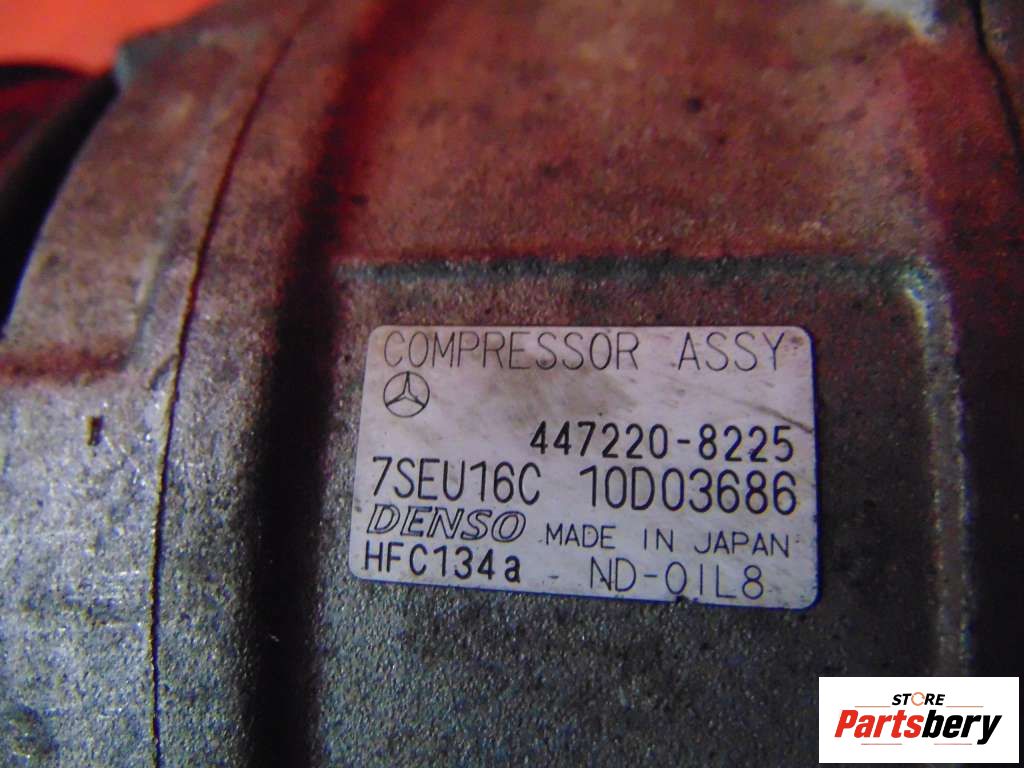 COMPRESSOR ASSY
447220-8225
7SEU16C 10D03686
DENSO MADE IN JAPAN
HFC134a ND-OIL8
STORE
Partsbery